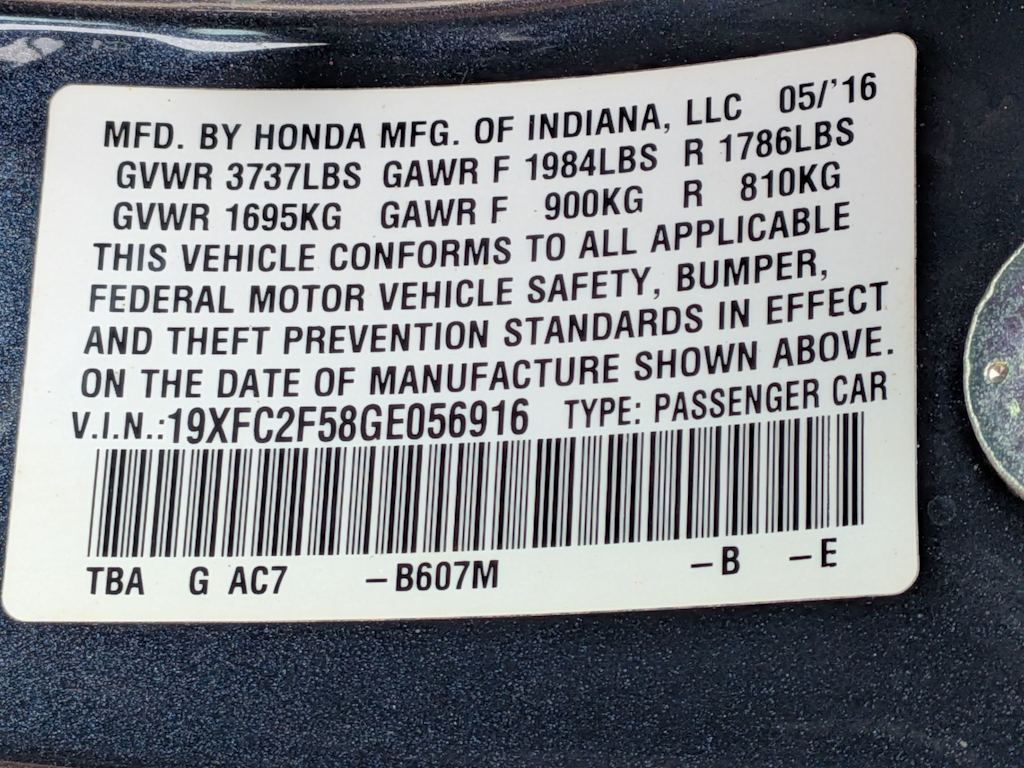 MFD. BY HONDA MFG. OF INDIANA, LLC 05/'16
GVWR 3737LBS GAWR F 1984LBS R 1786LBS
GVWR 1695KG GAWR F 900KG R 810KG
THIS VEHICLE CONFORMS TO ALL APPLICABLE
FEDERAL MOTOR VEHICLE SAFETY, BUMPER,
AND THEFT PREVENTION STANDARDS IN EFFECT
ON THE DATE OF MANUFACTURE SHOWN ABOVE.
V.I.N.:19XFC2F58GE056916 TYPE: PASSENGER CAR
TBA G AC7 –B607M –B –E